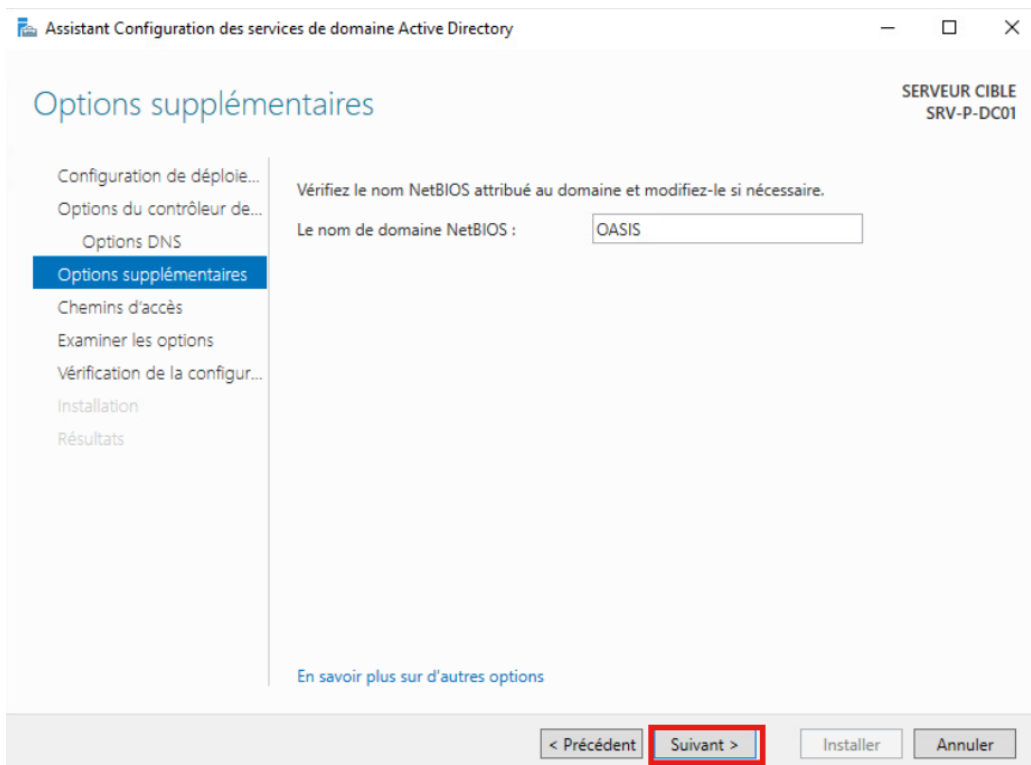 Assistant Configuration des services de domaine Active Directory
Options supplémentaires
SERVEUR CIBLE
SRV-P-DC01
Configuration de déploie...
Options du contrôleur de...
Options DNS
Options supplémentaires
Chemins d'accès
Examiner les options
Vérification de la configur...
Installation
Résultats
Vérifiez le nom NetBIOS attribué au domaine et modifiez-le si nécessaire.
Le nom de domaine NetBIOS : OASIS
En savoir plus sur d'autres options
< Précédent Suivant > Installer Annuler